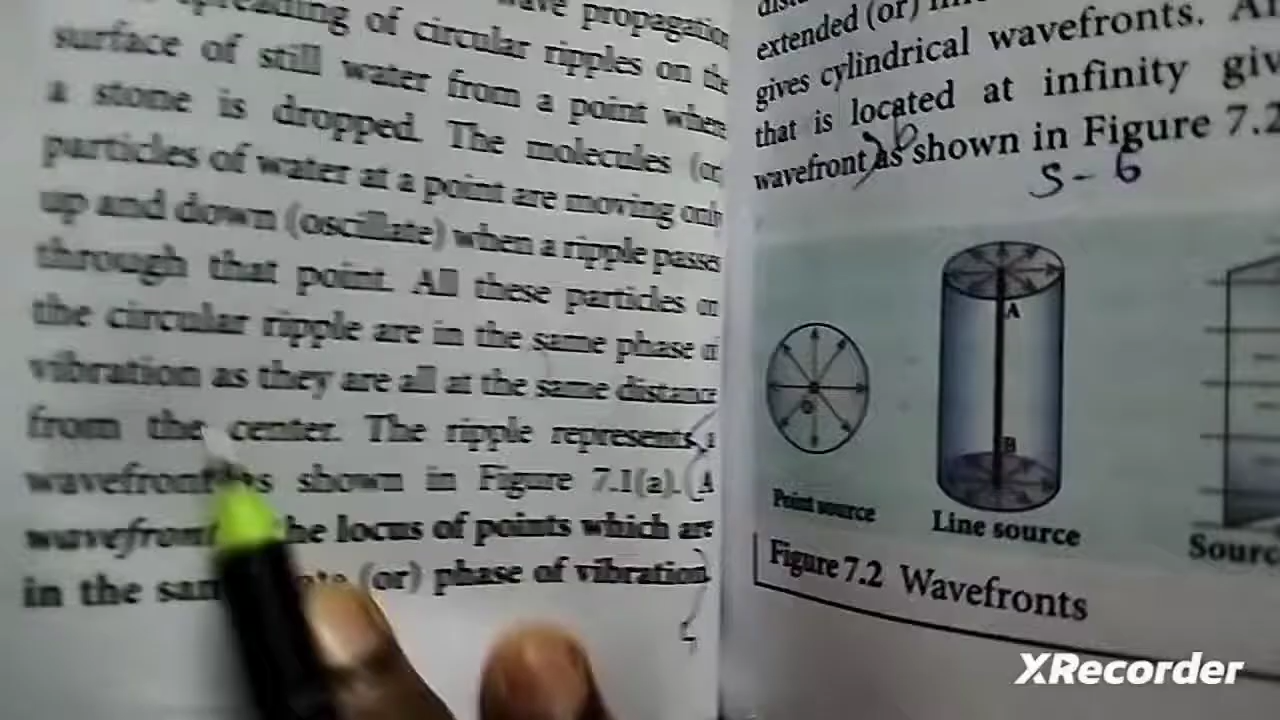 spreading of circular ripples on the
wave propagation
surface of still water from a point where
a stone is dropped. The molecules (or
particles of water at a point are moving only
up and down (oscillate) when a ripple passes
through that point. All these particles on
the circular ripple are in the same phase of
vibration as they are all at the same distance
from the center. The ripple represents a
wavefront as shown in Figure 7.1(a). A
wavefront the locus of points which are
in the same (or) phase of vibration.
extended (or)
gives cylindrical wavefronts.
that is located at infinity
wavefront as shown in Figure 7.2
S-6
A
B
Point source
Line source
Figure 7.2 Wavefronts
XRecorder